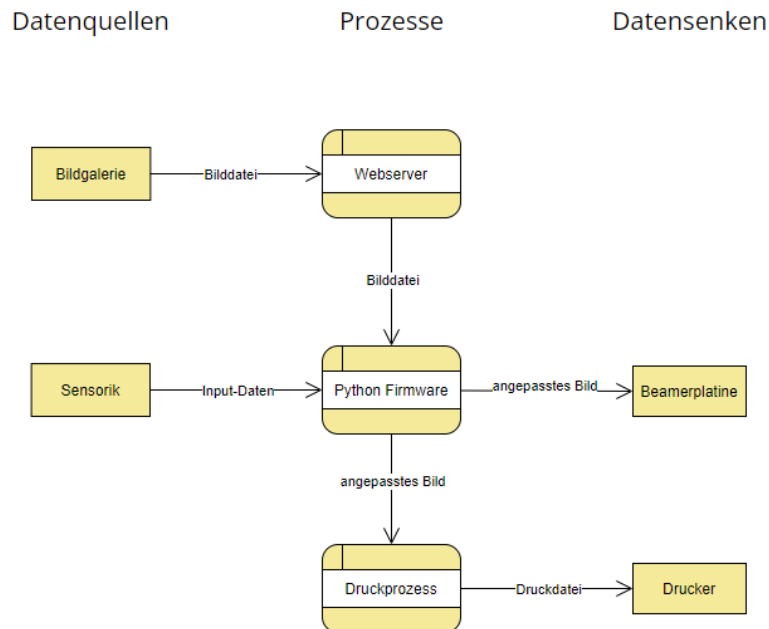 Datenquellen Prozesse Datensenken
Bildgalerie Bilddatei Webserver
Bilddatei
Sensorik Input-Daten Python Firmware angepasstes Bild Beamerplatine
angepasstes Bild
Druckprozess Druckdatei Drucker